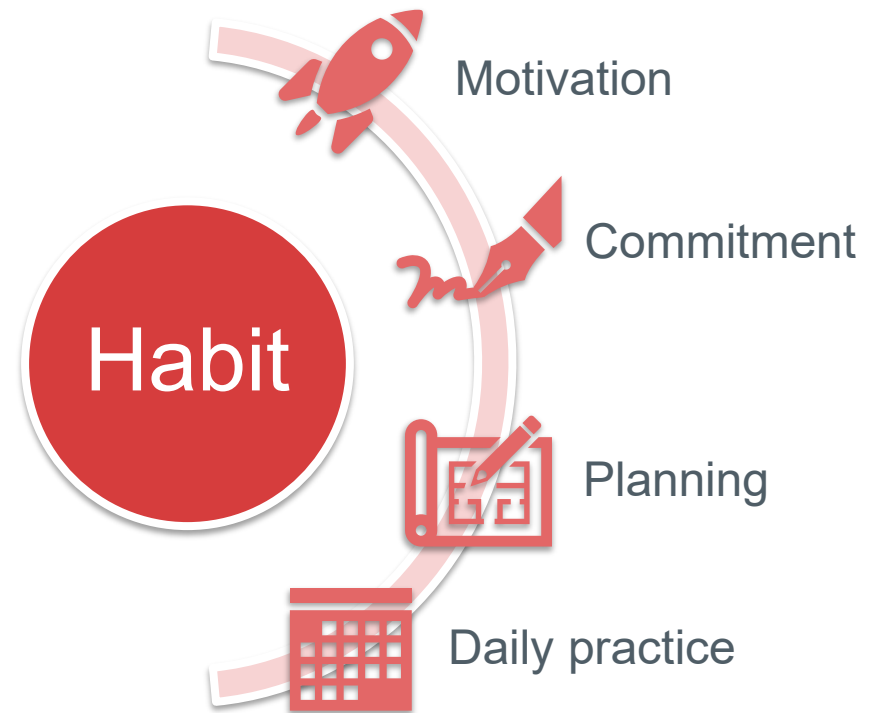 Motivation
Commitment
Habit
Planning
Daily practice